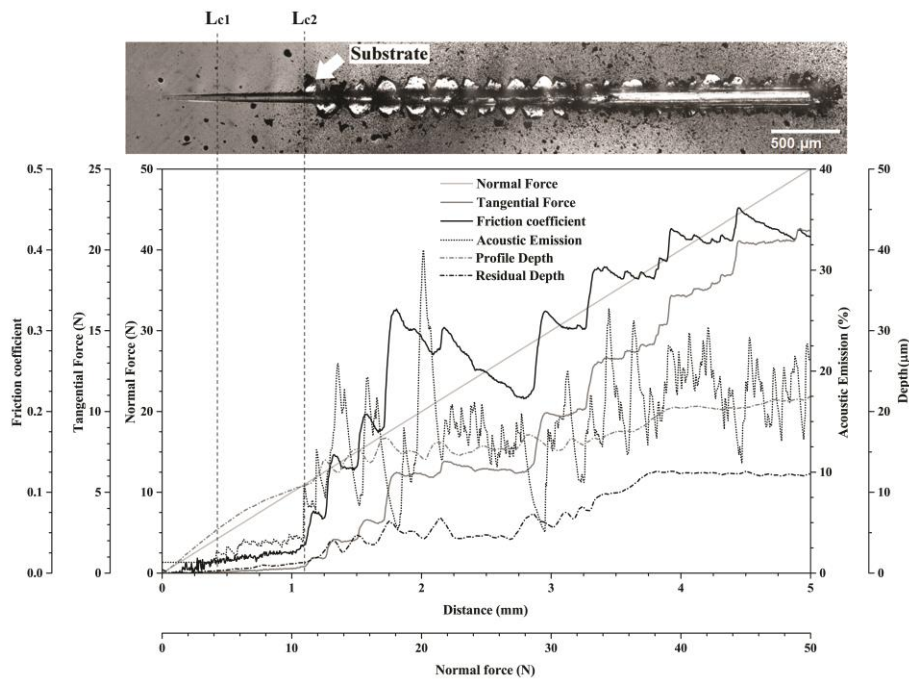 Lc1 Lc2
Substrate
500 µm
0.5 25 50 40 50
Normal Force
Tangential Force
Friction coefficient
Acoustic Emission
Profile Depth
Residual Depth
0.4 20 40 30 40
0.3 15 30 30
20
0.2 10 20 20
10
0.1 5 10 10
0.0 0 0 0 0
Friction coefficient
Tangential Force (N)
Normal Force (N)
Acoustic Emission (%)
Depth(µm)
0 1 2 3 4 5
Distance (mm)
0 10 20 30 40 50
Normal force (N)